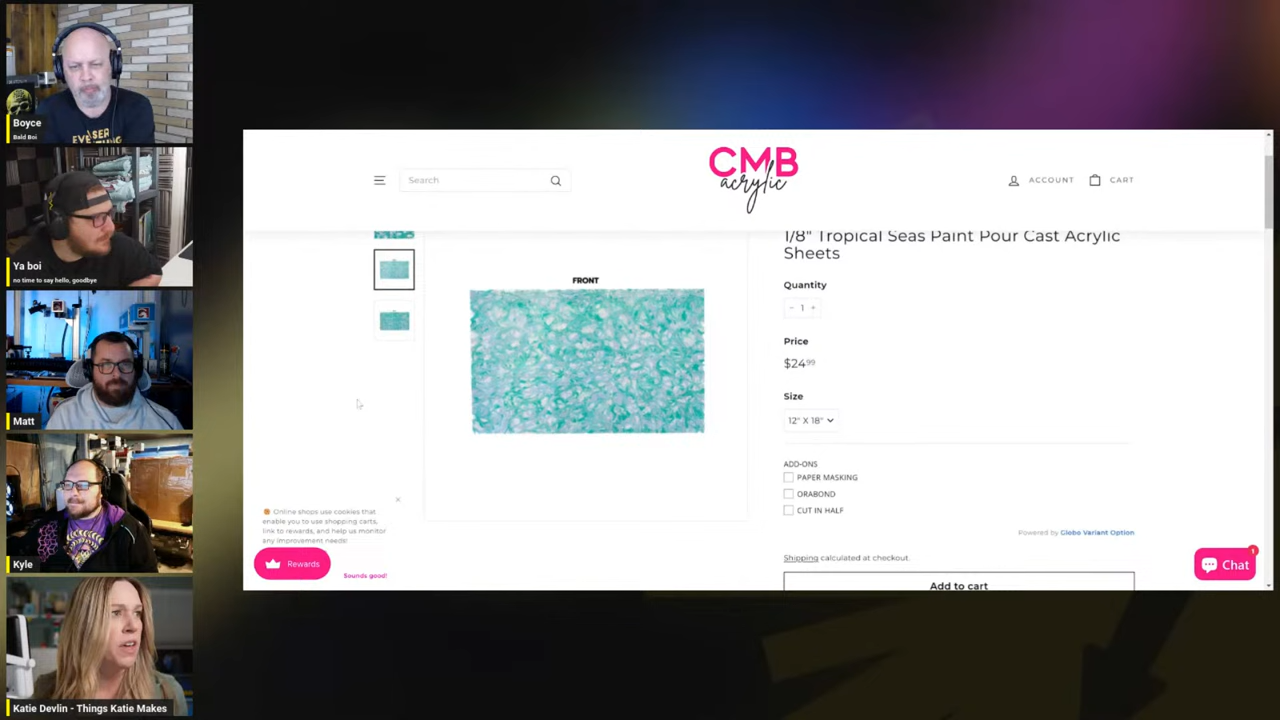 Boyce
Bald Boi
Ya boi
no time to say hello, goodbye
Matt
Kyle
Katie Devlin - Things Katie Makes
Search
CMB
acrylic
ACCOUNT
CART
1/8" Tropical Seas Paint Pour Cast Acrylic
Sheets
FRONT
Quantity
− 1 +
Price
$24⁹⁹
Size
12" X 18"
ADD-ONS
PAPER MASKING
ORABOND
CUT IN HALF
Powered by Globo Variant Option
Shipping calculated at checkout.
Add to cart
Online shops use cookies that
enable you to use shopping carts,
link to rewards, and help us monitor
any improvement needs!
Rewards
Sounds good!
Chat
1